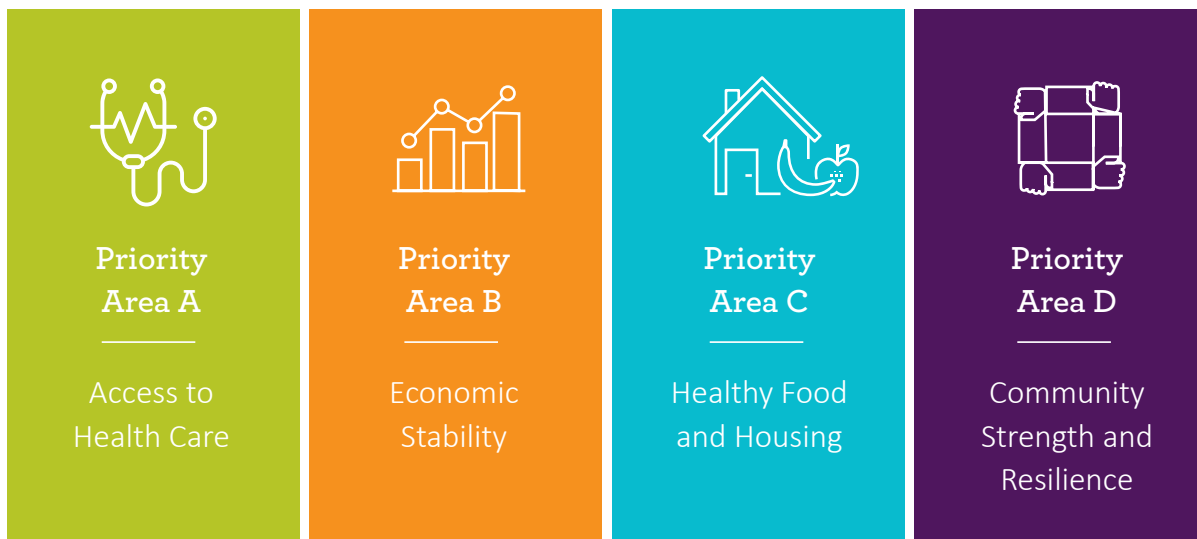 Priority
Area A
Access to
Health Care
Priority
Area B
Economic
Stability
Priority
Area C
Healthy Food
and Housing
Priority
Area D
Community
Strength and
Resilience